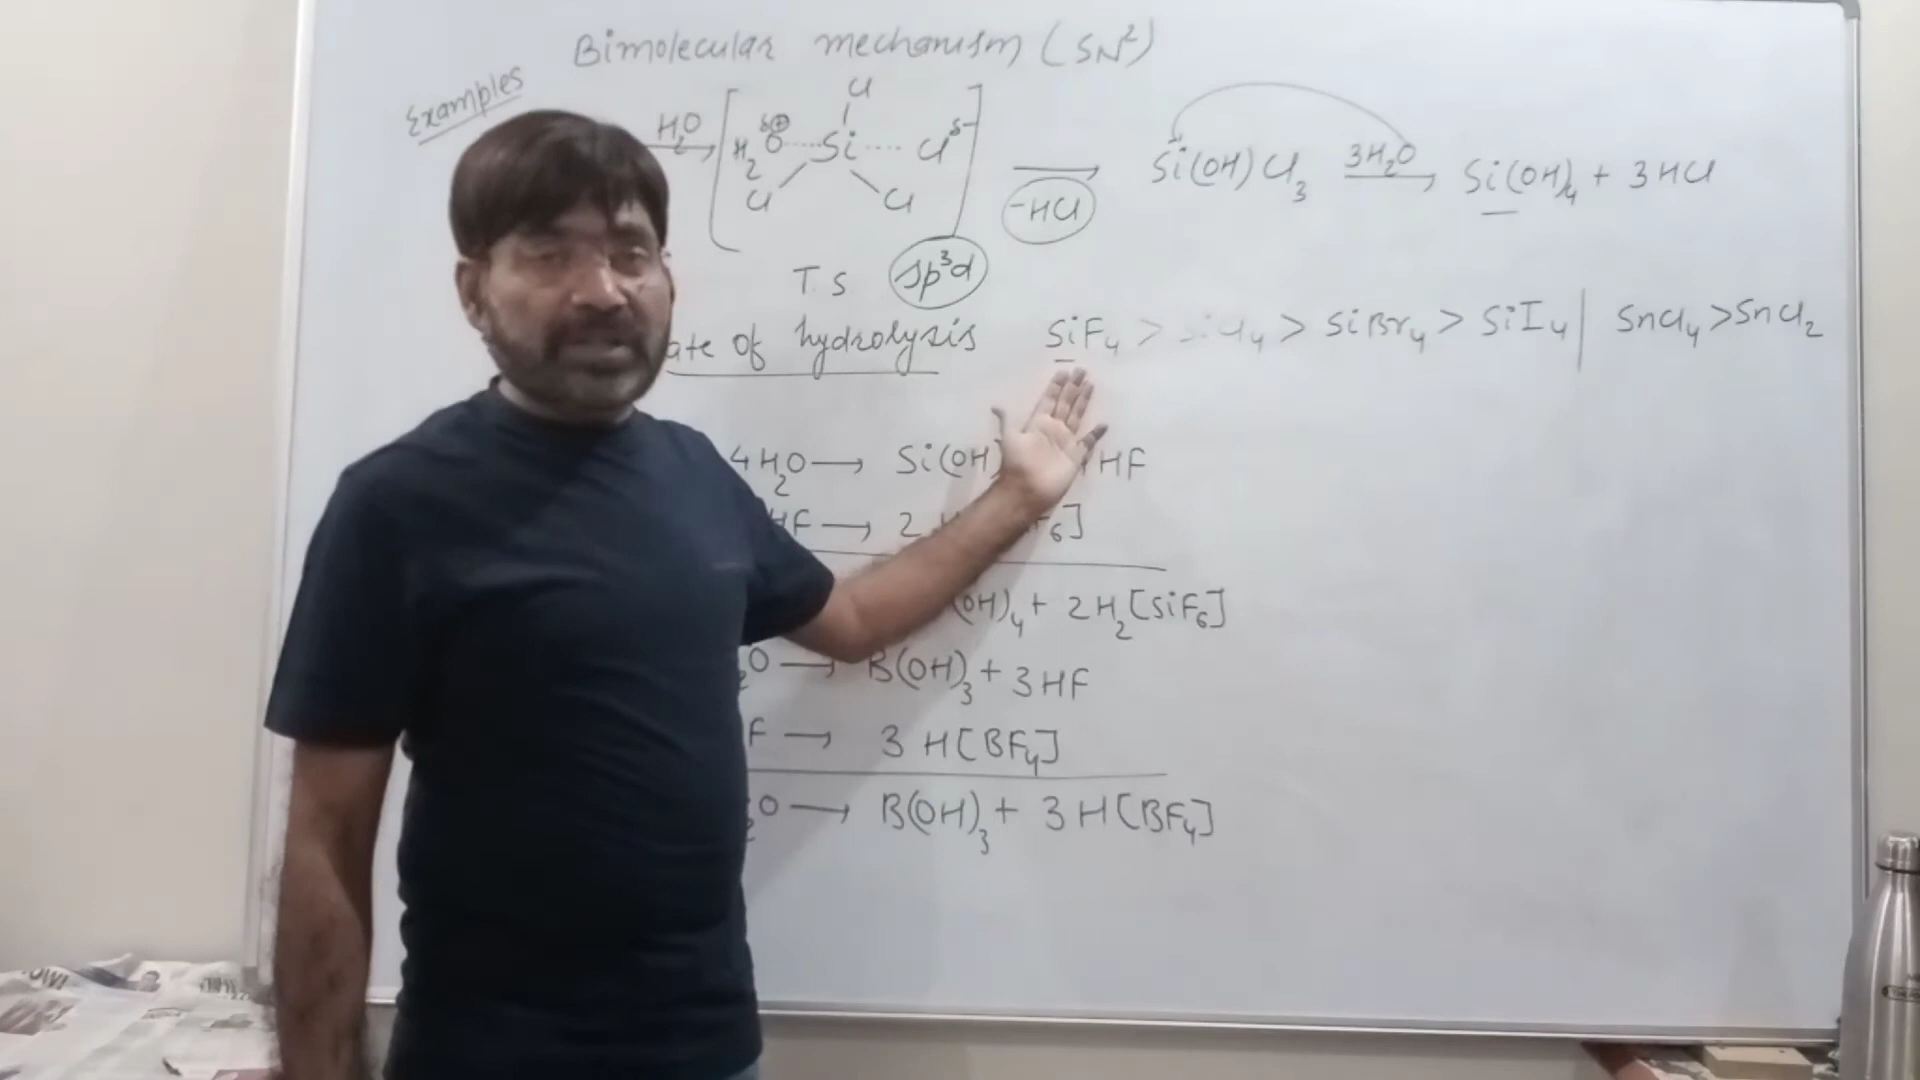 Bimolecular mechanism (SN²)
Examples
H₂O → [H₂O^δ⊕ ····· Si ···· Cl^δ- Cl Cl Cl] → -HCl Si(OH)Cl₃ 3H₂O → Si(OH)₄ + 3HCl
T.S sp³d
ate of hydrolysis SiF₄ > SiCl₄ > SiBr₄ > SiI₄ | SnCl₄ > SnCl₂
4H₂O → Si(OH) HF
HF → 2 F₆]
(OH)₄ + 2H₂[SiF₆]
₂O → B(OH)₃ + 3HF
F → 3 H[BF₄]
₂O → B(OH)₃ + 3 H[BF₄]